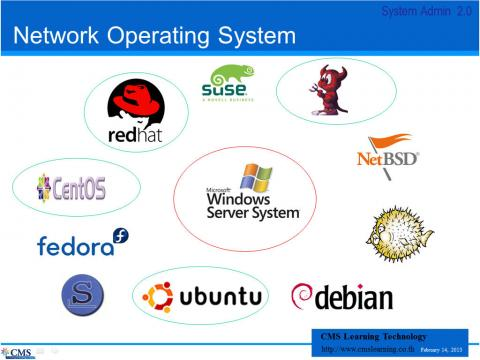 System Admin 2.0
Network Operating System
suse
A NOVELL BUSINESS
redhat
NetBSD®
CentOS
Microsoft
Windows
Server System
fedora
S
ubuntu
debian
CMS Learning Technology
http://www.cmslearning.co.th February 14, 2013
CMS